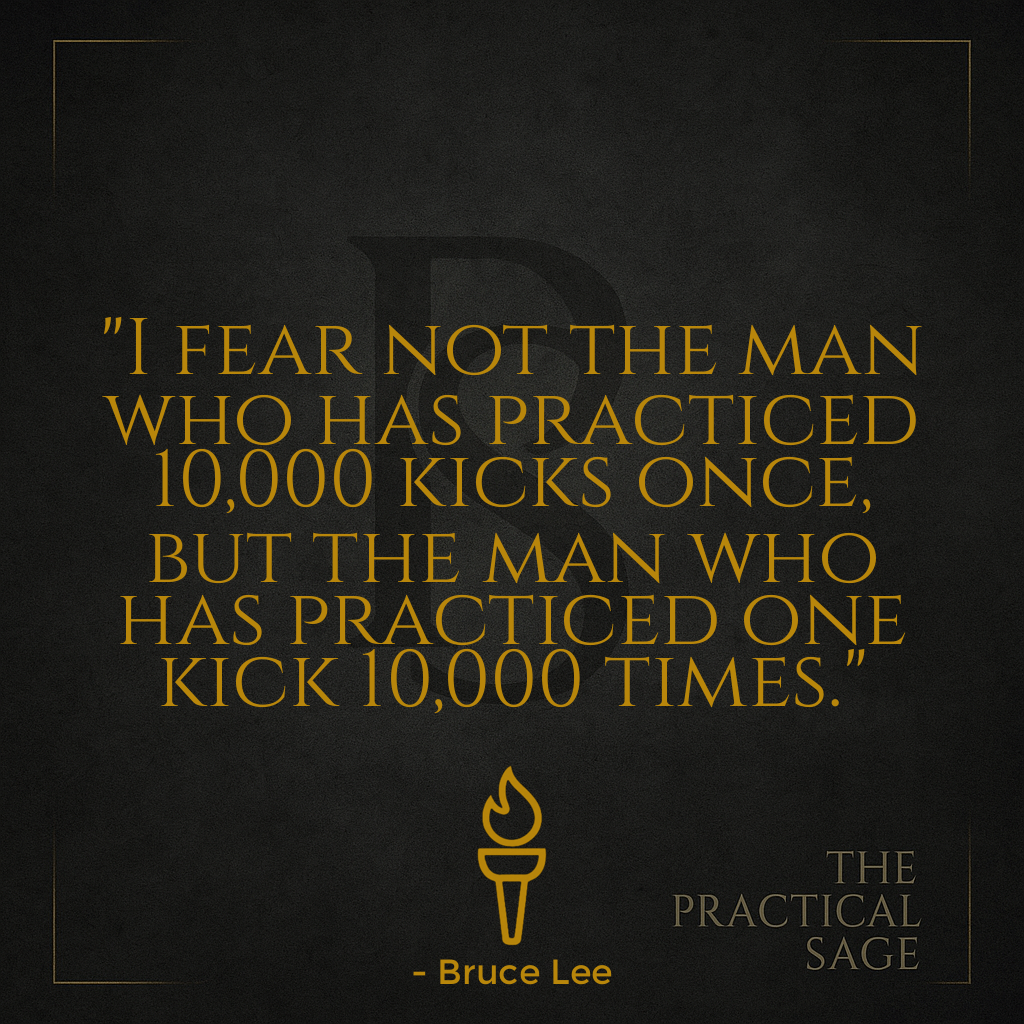 "I FEAR NOT THE MAN
WHO HAS PRACTICED
10,000 KICKS ONCE,
BUT THE MAN WHO
HAS PRACTICED ONE
KICK 10,000 TIMES."
- Bruce Lee
THE
PRACTICAL
SAGE
PS